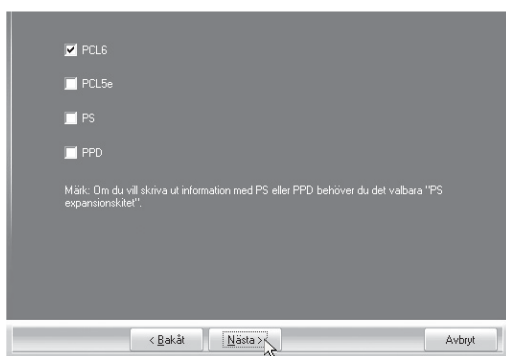 PCL6
PCL5e
PS
PPD
Märk: Om du vill skriva ut information med PS eller PPD behöver du det valbara "PS
expansionskitet".
< Bakåt Nästa > Avbryt